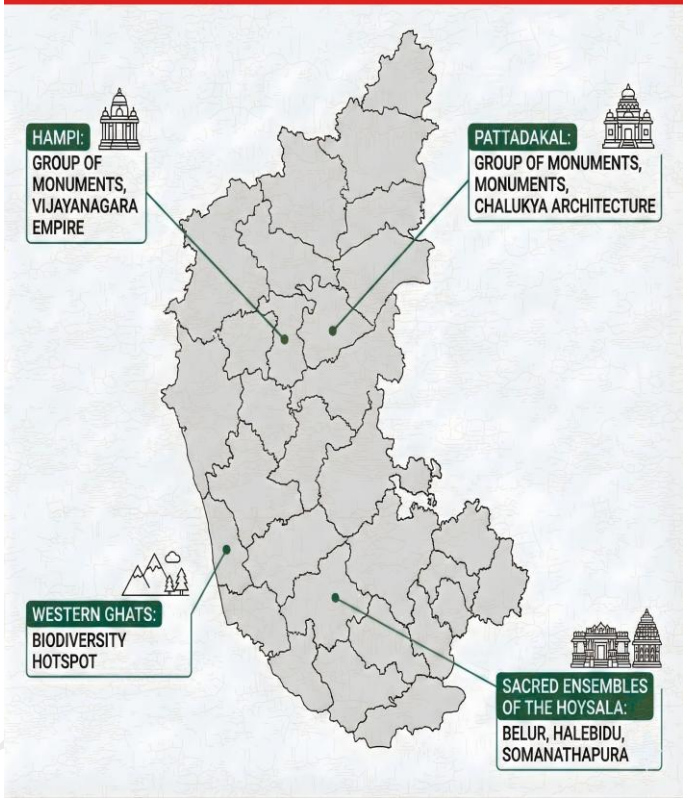 HAMPI:
GROUP OF
MONUMENTS,
VIJAYANAGARA
EMPIRE
PATTADAKAL:
GROUP OF MONUMENTS,
MONUMENTS,
CHALUKYA ARCHITECTURE
WESTERN GHATS:
BIODIVERSITY
HOTSPOT
SACRED ENSEMBLES
OF THE HOYSALA:
BELUR, HALEBIDU,
SOMANATHAPURA